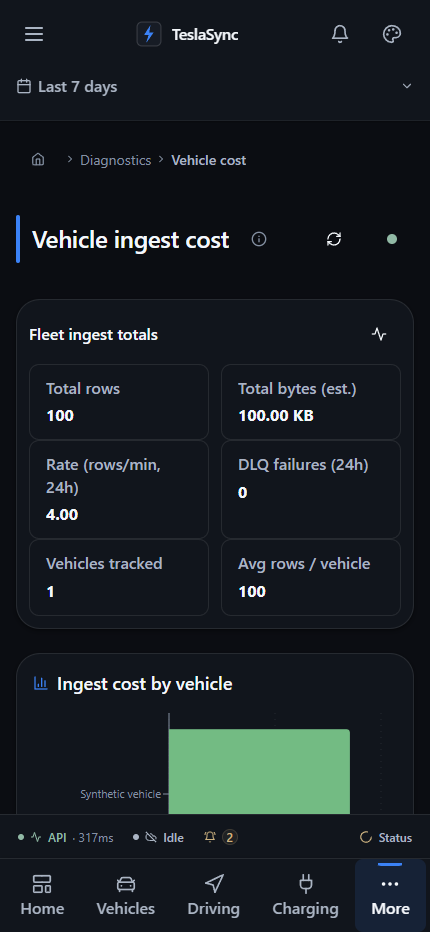 TeslaSync
Last 7 days
Diagnostics
Vehicle cost
Vehicle ingest cost
Fleet ingest totals
Total rows
100
Total bytes (est.)
100.00 KB
Rate (rows/min,
24h)
4.00
DLQ failures (24h)
0
Vehicles tracked
1
Avg rows / vehicle
100
Ingest cost by vehicle
Synthetic vehicle
API · 317ms
Idle
2
Status
Home
Vehicles
Driving
Charging
More